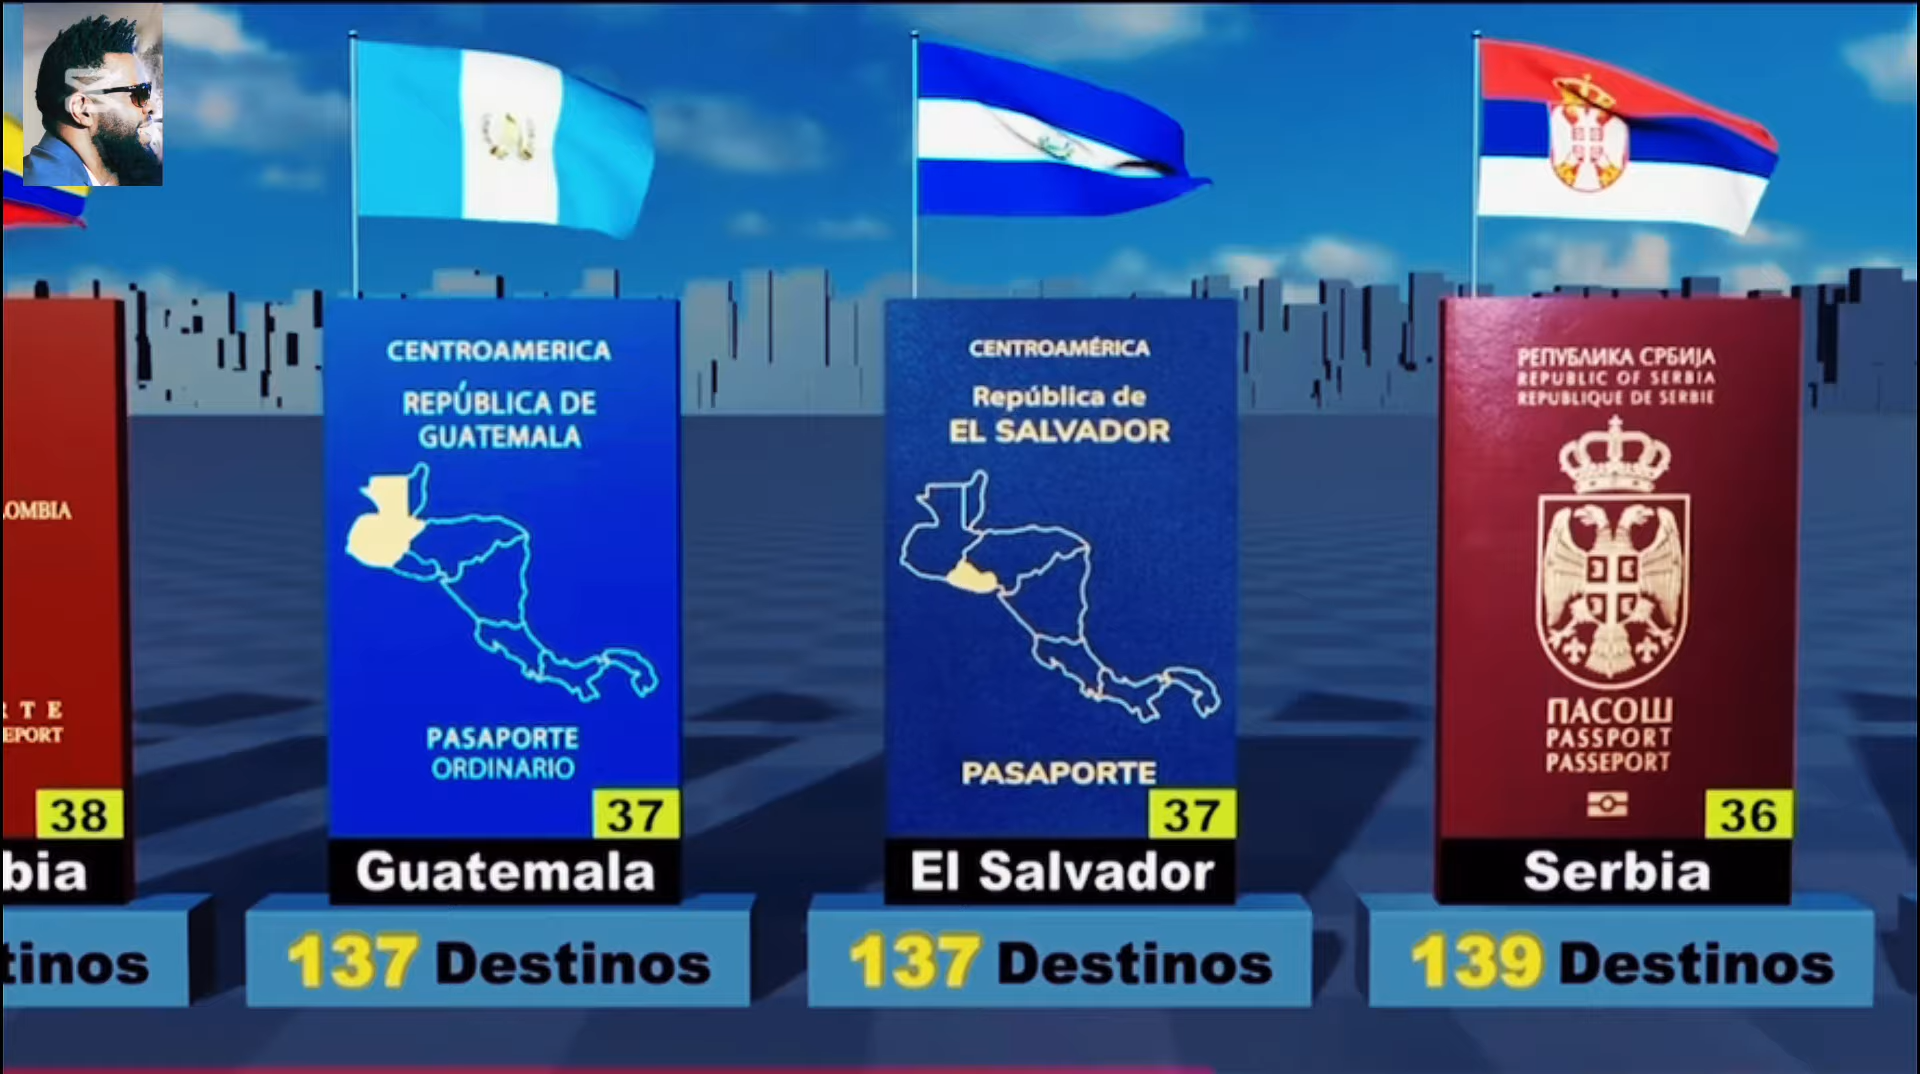 OMBIA
EPORT
38
bia
tinos
CENTROAMERICA
REPÚBLICA DE
GUATEMALA
PASAPORTE
ORDINARIO
37
Guatemala
137 Destinos
CENTROAMÉRICA
República de
EL SALVADOR
PASAPORTE
37
El Salvador
137 Destinos
РЕПУБЛИКА СРБИЈА
REPUBLIC OF SERBIA
REPUBLIQUE DE SERBIE
ПАСОШ
PASSPORT
PASSEPORT
36
Serbia
139 Destinos